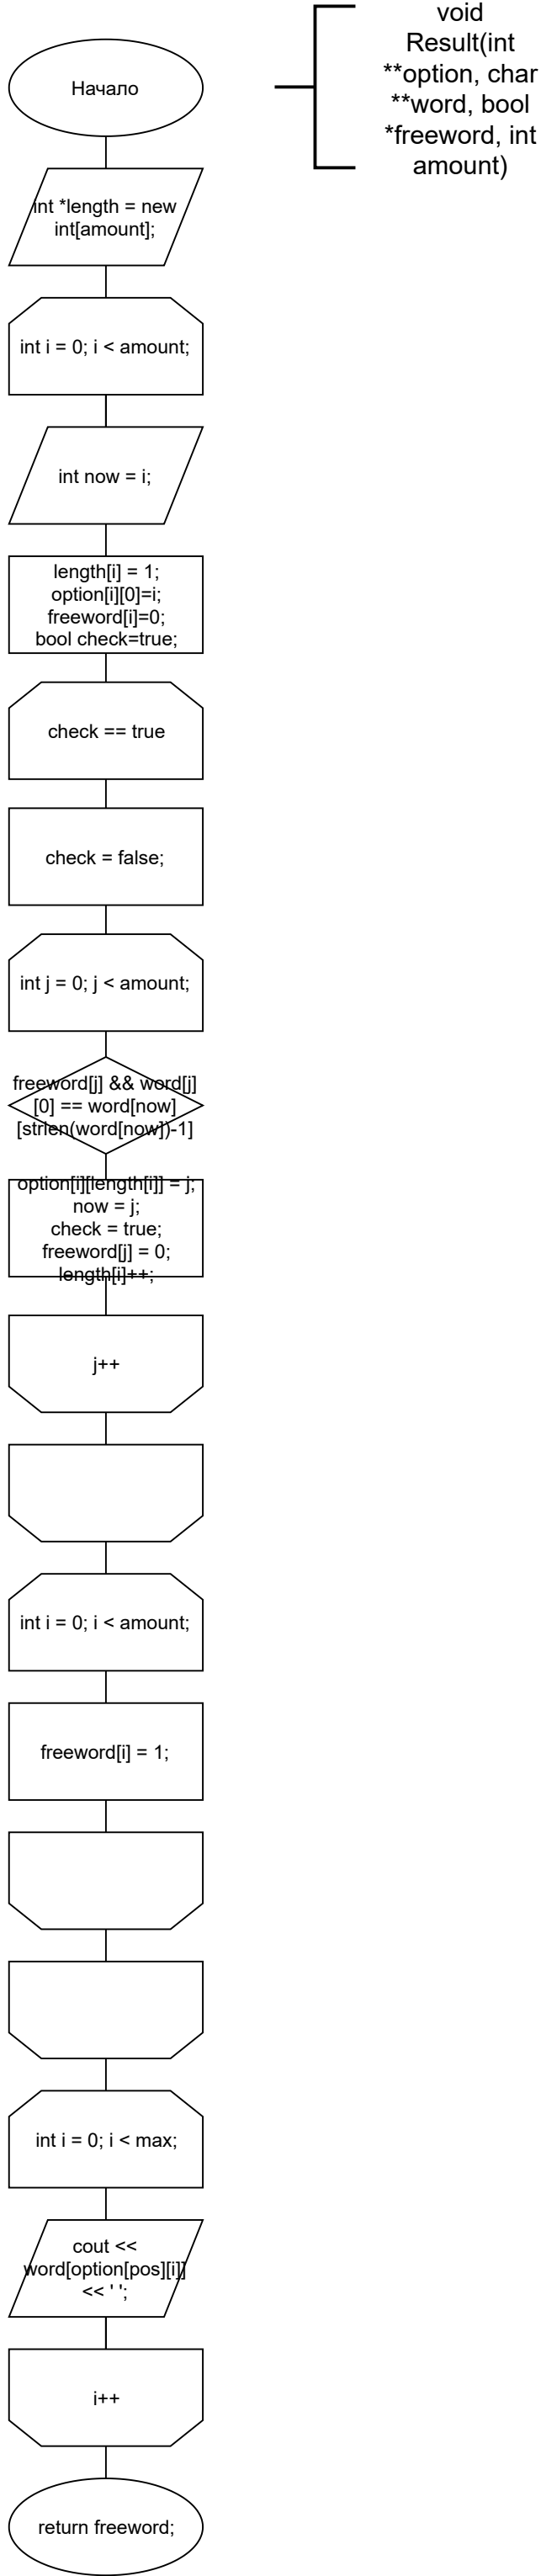 void
Result(int
**option, char
**word, bool
*freeword, int
amount)
Начало
int *length = new
int[amount];
int i = 0; i < amount;
int now = i;
length[i] = 1;
option[i][0]=i;
freeword[i]=0;
bool check=true;
check == true
check = false;
int j = 0; j < amount;
freeword[j] && word[j]
[0] == word[now]
[strlen(word[now])-1]
option[i][length[i]] = j;
now = j;
check = true;
freeword[j] = 0;
length[i]++;
j++
int i = 0; i < amount;
freeword[i] = 1;
int i = 0; i < max;
cout <<
word[option[pos][i]]
<< ' ';
i++
return freeword;